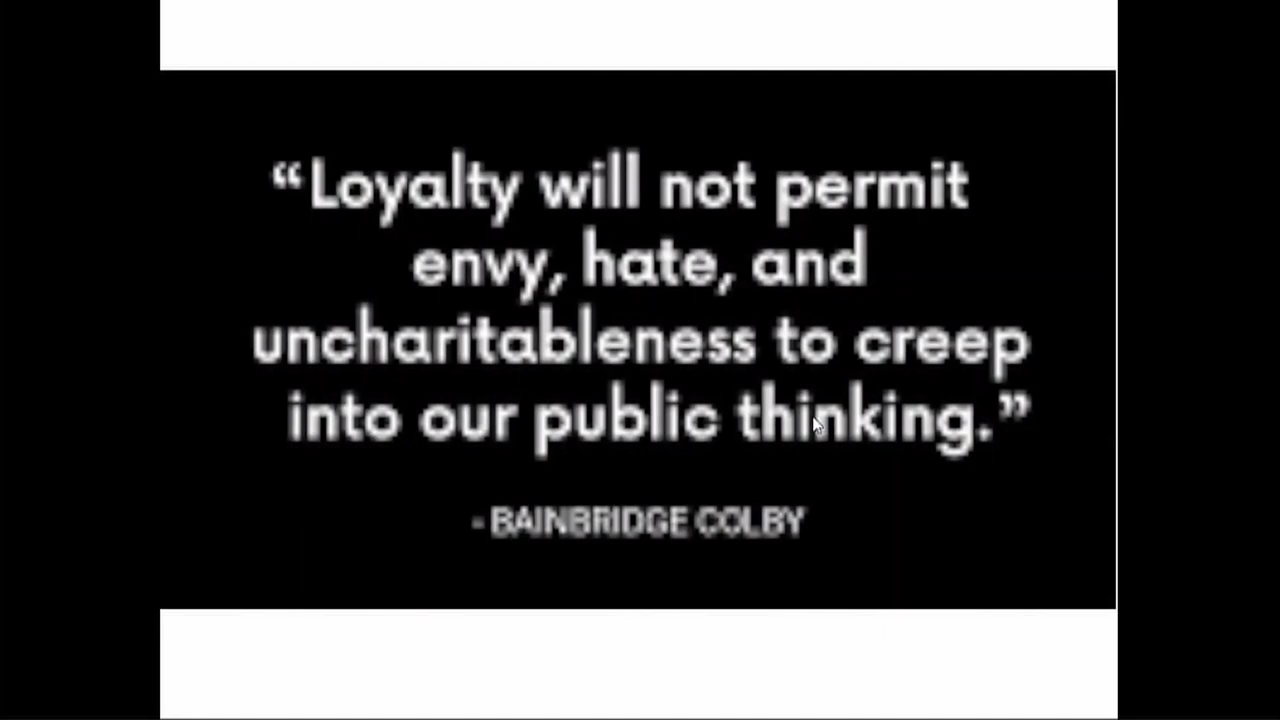 “Loyalty will not permit
envy, hate, and
uncharitableness to creep
into our public thinking.”
- BAINBRIDGE COLBY